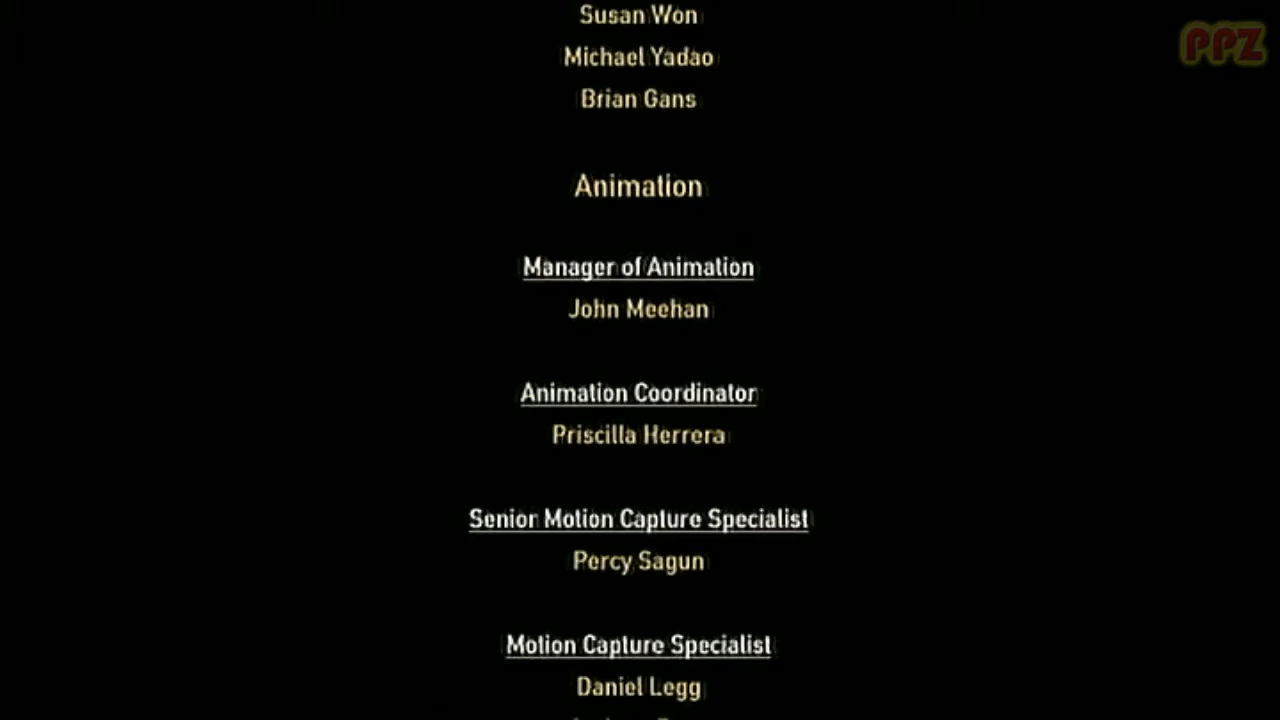 Susan Won
PPZ
Michael Yadao
Brian Gans
Animation
Manager of Animation
John Meehan
Animation Coordinator
Priscilla Herrera
Senior Motion Capture Specialist
Percy Sagun
Motion Capture Specialist
Daniel Legg